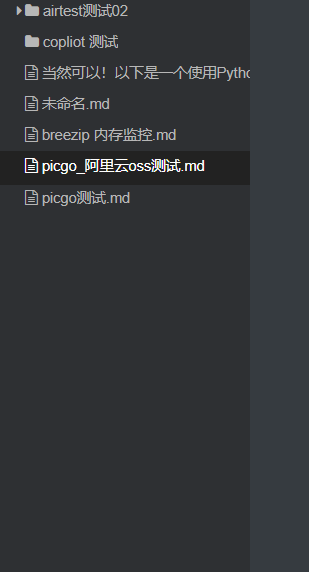 airtest测试02
copliot 测试
当然可以！以下是一个使用Pytho
未命名.md
breezip 内存监控.md
picgo_阿里云oss测试.md
picgo测试.md